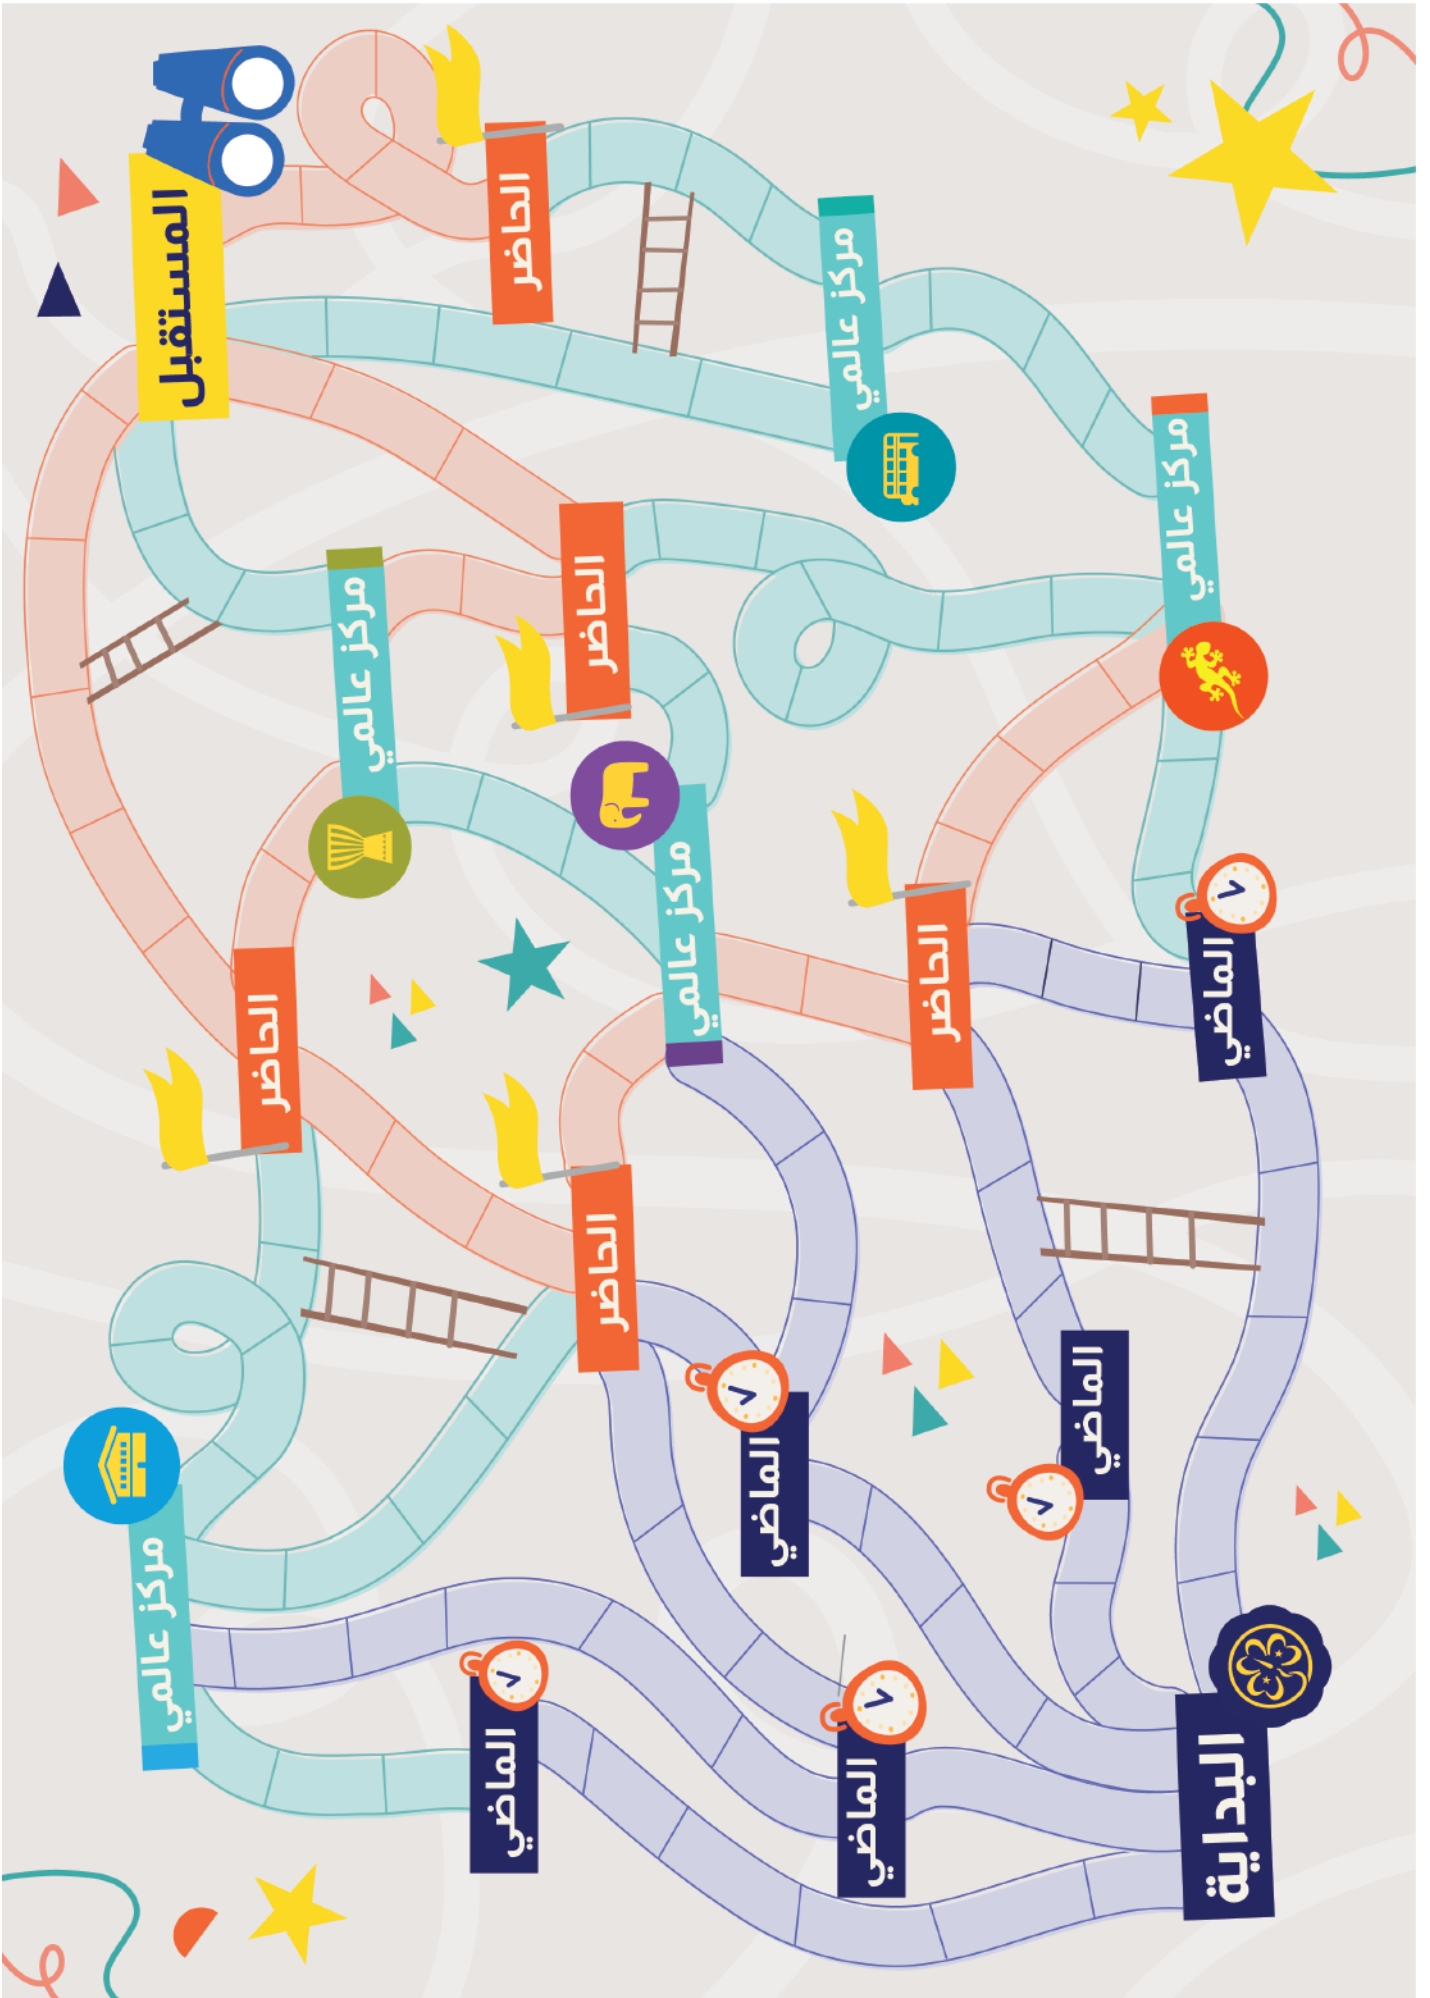 المستقبل
مركز عالمي
الحاضر
مركز عالمي
الحاضر
الماضي
الحاضر
الحاضر
مركز عالمي
الماضي
مركز عالمي
الماضي
الحاضر
الماضي
مركز عالمي
الماضي
البداية